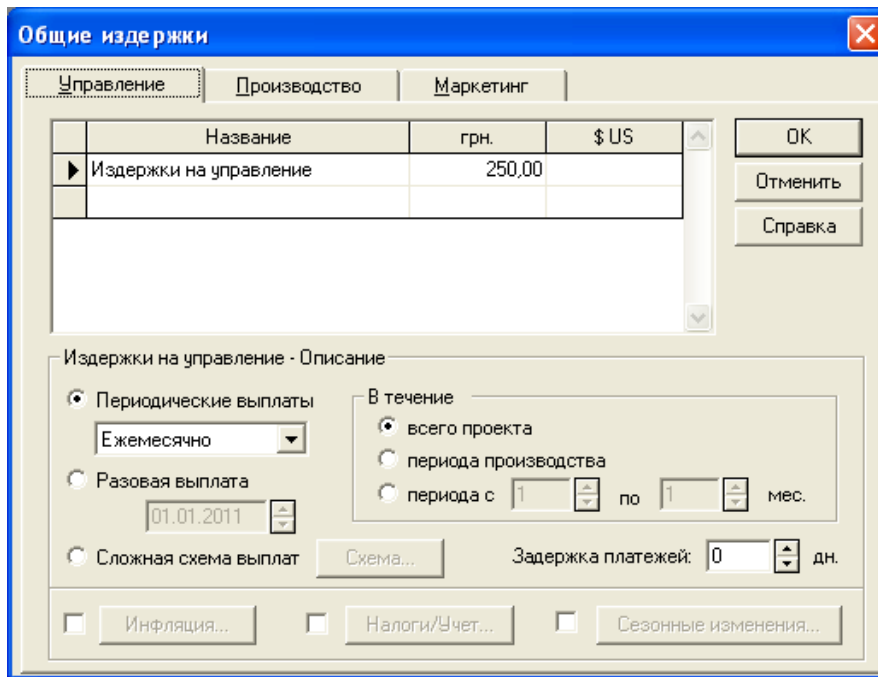 Общие издержки
Управление Производство Маркетинг
Название грн. $ US OK
Издержки на управление 250,00
Отменить
Справка
Издержки на управление - Описание
Периодические выплаты В течение
всего проекта
Ежемесячно
периода производства
Разовая выплата
периода с 1 по 1 мес.
01.01.2011
Сложная схема выплат Схема... Задержка платежей: 0 дн.
Инфляция... Налоги/Учет... Сезонные изменения...